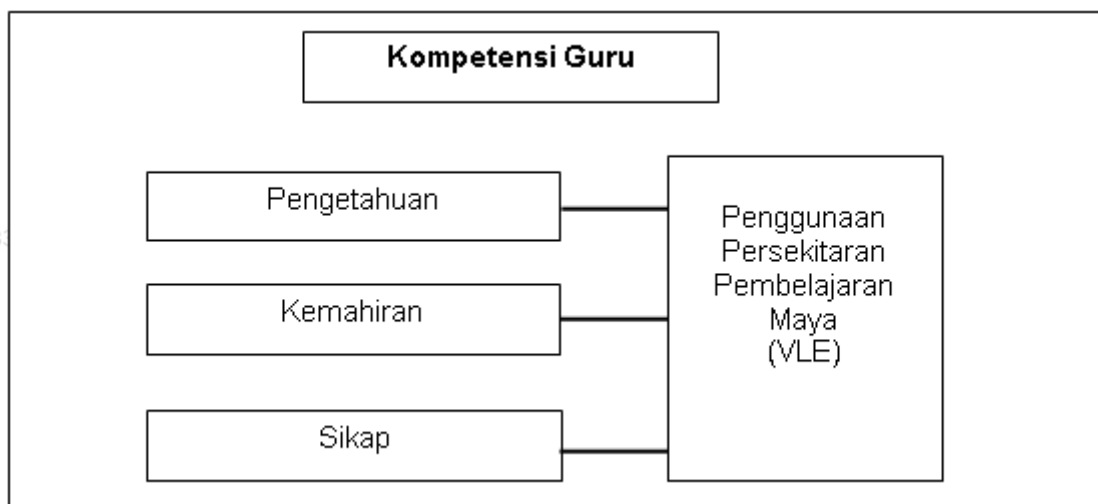 Kompetensi Guru
Pengetahuan
Kemahiran
Sikap
Penggunaan
Persekitaran
Pembelajaran
Maya
(VLE)